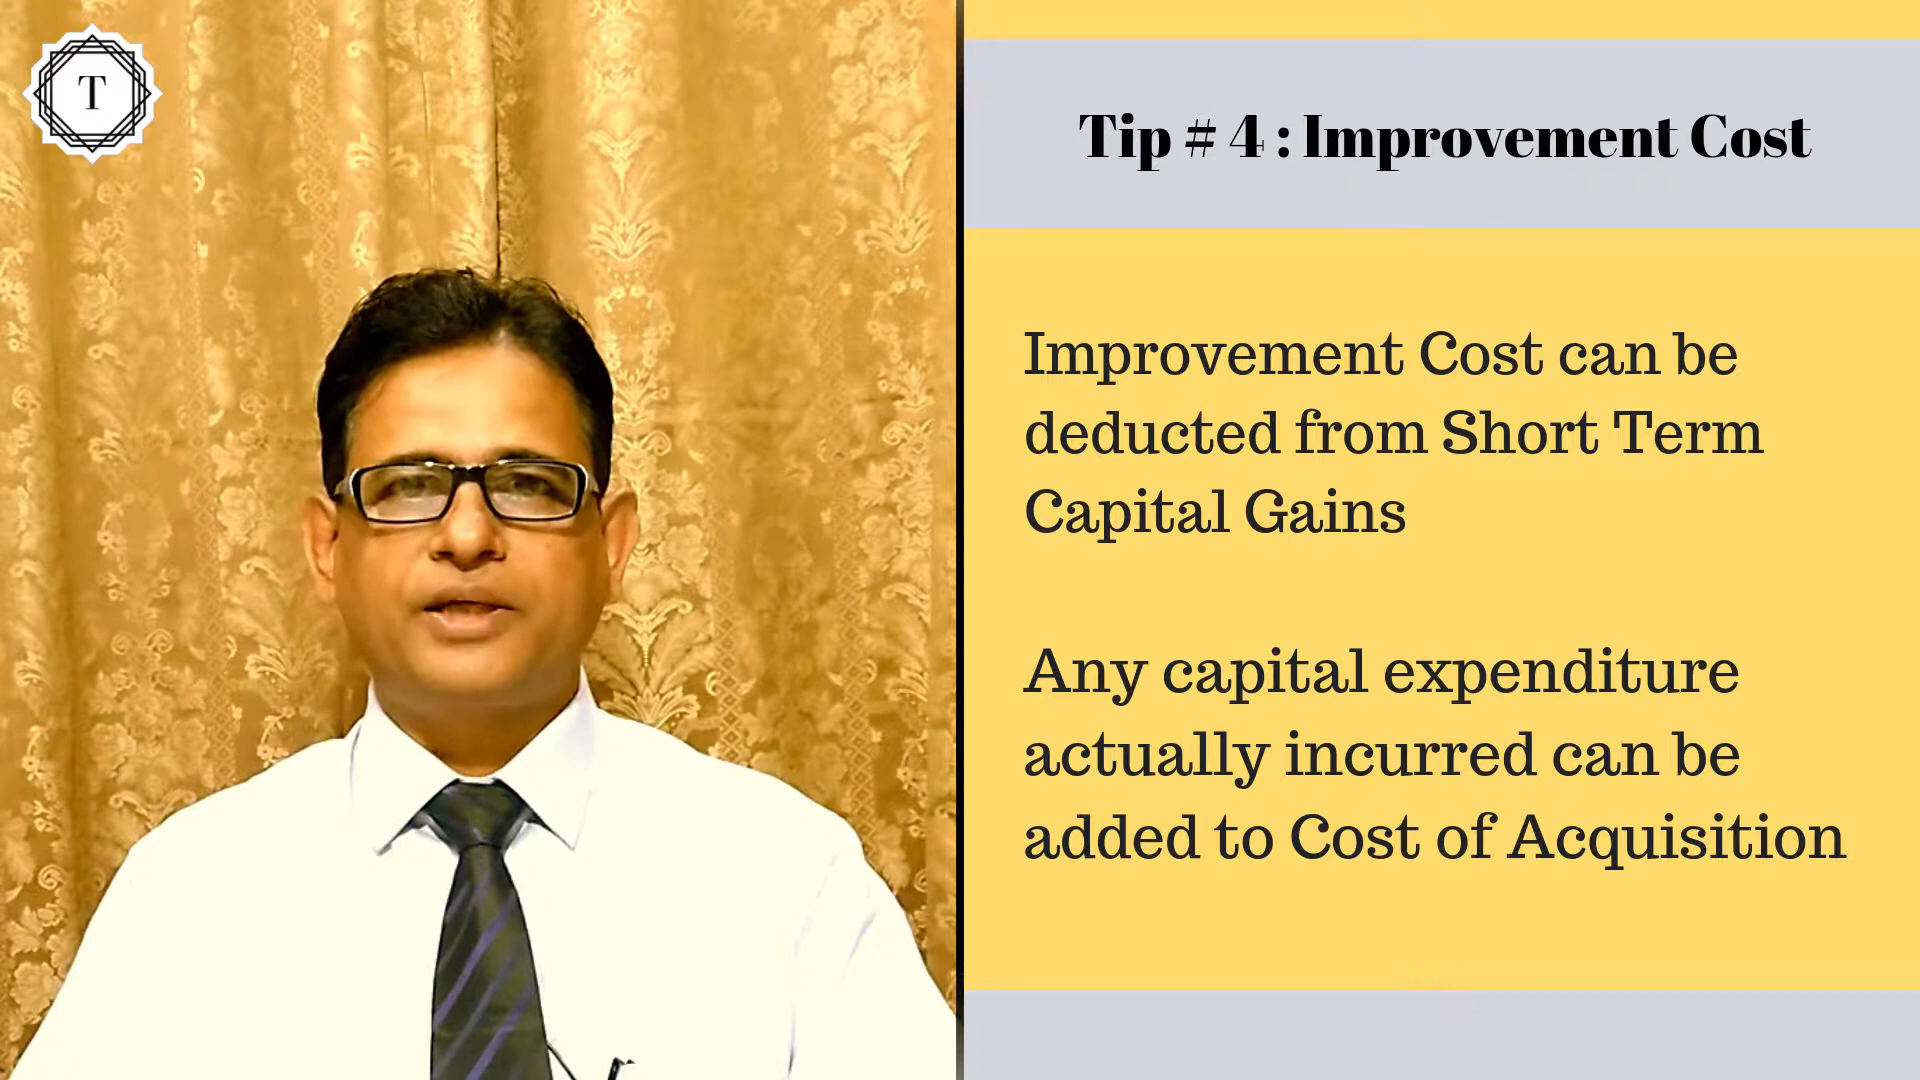 T
Tip # 4 : Improvement Cost
Improvement Cost can be
deducted from Short Term
Capital Gains
Any capital expenditure
actually incurred can be
added to Cost of Acquisition